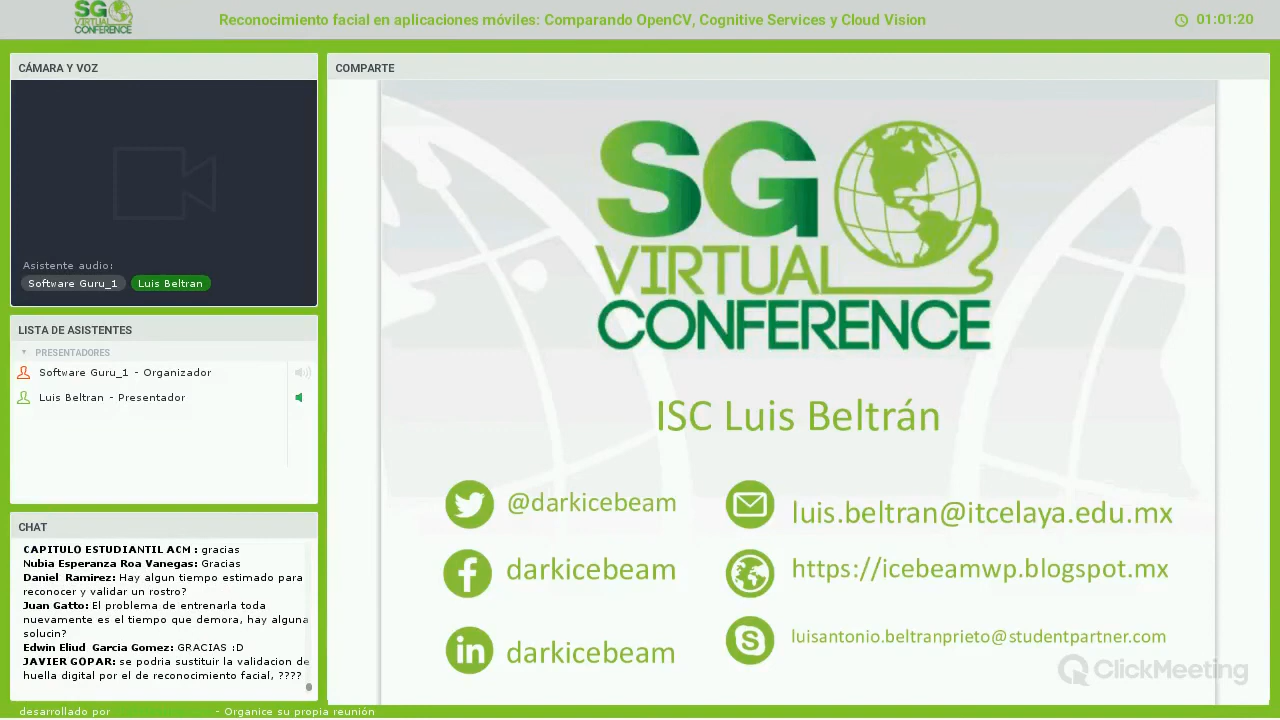 SG
VIRTUAL
CONFERENCE
Reconocimiento facial en aplicaciones móviles: Comparando OpenCV, Cognitive Services y Cloud Vision
01:01:20
CÁMARA Y VOZ
Asistente audio:
Software Guru_1
Luis Beltran
LISTA DE ASISTENTES
PRESENTADORES
Software Guru_1 - Organizador
Luis Beltran - Presentador
CHAT
CAPITULO ESTUDIANTIL ACM : gracias
Nubia Esperanza Roa Vanegas: Gracias
Daniel Ramirez: Hay algun tiempo estimado para
reconocer y validar un rostro?
Juan Gatto: El problema de entrenarla toda
nuevamente es el tiempo que demora, hay alguna
solucin?
Edwin Eliud Garcia Gomez: GRACIAS :D
JAVIER GOPAR: se podria sustituir la validacion de
huella digital por el de reconocimiento facial, ????
COMPARTE
SG
VIRTUAL
CONFERENCE
ISC Luis Beltrán
@darkicebeam
luis.beltran@itcelaya.edu.mx
darkicebeam
https://icebeamwp.blogspot.mx
darkicebeam
luisantonio.beltranprieto@studentpartner.com
ClickMeeting
desarrollado por
- Organice su propia reunión